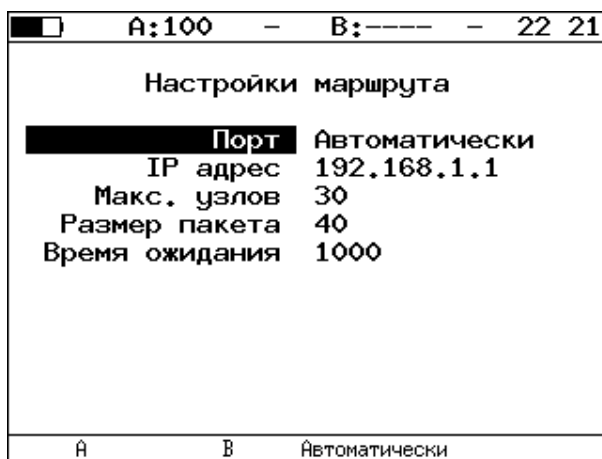 A:100 - B:---- - 22 21
Настройки маршрута
Порт Автоматически
IP адрес 192.168.1.1
Макс. узлов 30
Размер пакета 40
Время ожидания 1000
A B Автоматически